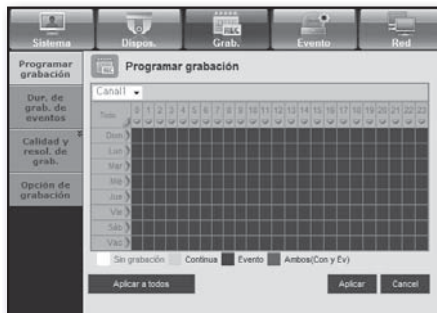 Sistema Dispos. Grab. Evento Red
Programar grabación
Dur. de grab. de eventos
Calidad y resol. de grab.
Opción de grabación
REC Programar grabación
Canal1
Todo 0 1 2 3 4 5 6 7 8 9 10 11 12 13 14 15 16 17 18 19 20 21 22 23
Dom
Lun
Mar
Mié
Jue
Vie
Sáb
Vac
Sin grabación Continua Evento Ambos(Con y Ev)
Aplicar a todos Aplicar Cancel